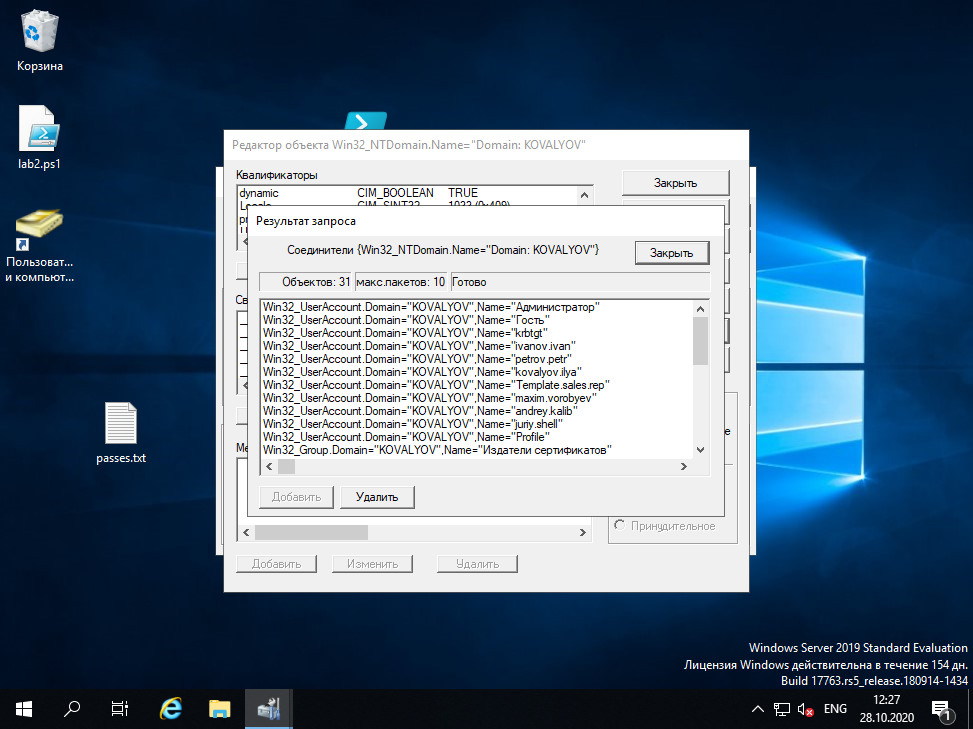 Корзина
lab2.ps1
Пользоват...
и компьют...
passes.txt
Редактор объекта Win32_NTDomain.Name="Domain: KOVALYOV"
Квалификаторы
dynamic CIM_BOOLEAN TRUE
Закрыть
Результат запроса
Соединители {Win32_NTDomain.Name="Domain: KOVALYOV"}
Закрыть
Объектов: 31 макс.пакетов: 10 Готово
Win32_UserAccount.Domain="KOVALYOV",Name="Администратор"
Win32_UserAccount.Domain="KOVALYOV",Name="Гость"
Win32_UserAccount.Domain="KOVALYOV",Name="krbtgt"
Win32_UserAccount.Domain="KOVALYOV",Name="ivanov.ivan"
Win32_UserAccount.Domain="KOVALYOV",Name="petrov.petr"
Win32_UserAccount.Domain="KOVALYOV",Name="kovalyov.ilya"
Win32_UserAccount.Domain="KOVALYOV",Name="Template.sales.rep"
Win32_UserAccount.Domain="KOVALYOV",Name="maxim.vorobyev"
Win32_UserAccount.Domain="KOVALYOV",Name="andrey.kalib"
Win32_UserAccount.Domain="KOVALYOV",Name="juriy.shell"
Win32_UserAccount.Domain="KOVALYOV",Name="Profile"
Win32_Group.Domain="KOVALYOV",Name="Издатели сертификатов"
Добавить Удалить
Принудительное
Добавить Изменить Удалить
Windows Server 2019 Standard Evaluation
Лицензия Windows действительна в течение 154 дн.
Build 17763.rs5_release.180914-1434
ENG
12:27
28.10.2020
1